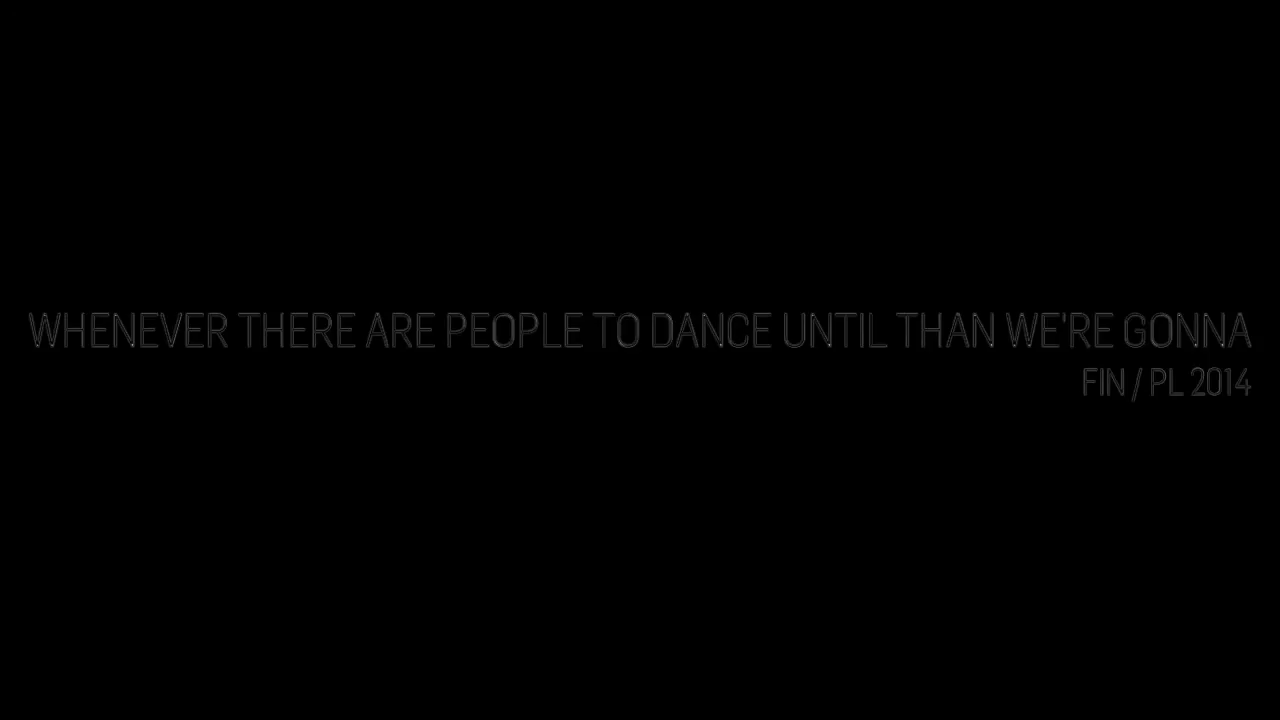 WHENEVER THERE ARE PEOPLE TO DANCE UNTIL THAN WE'RE GONNA
FIN / PL 2014